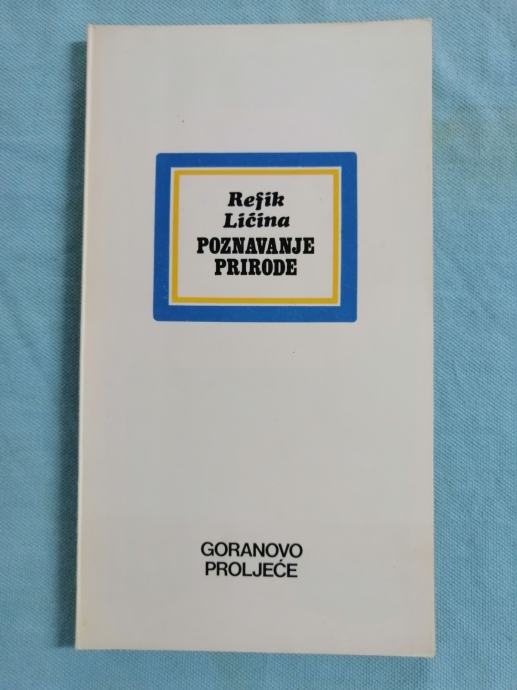 Refik
Ličina
POZNAVANJE
PRIRODE
GORANOVO
PROLJEĆE